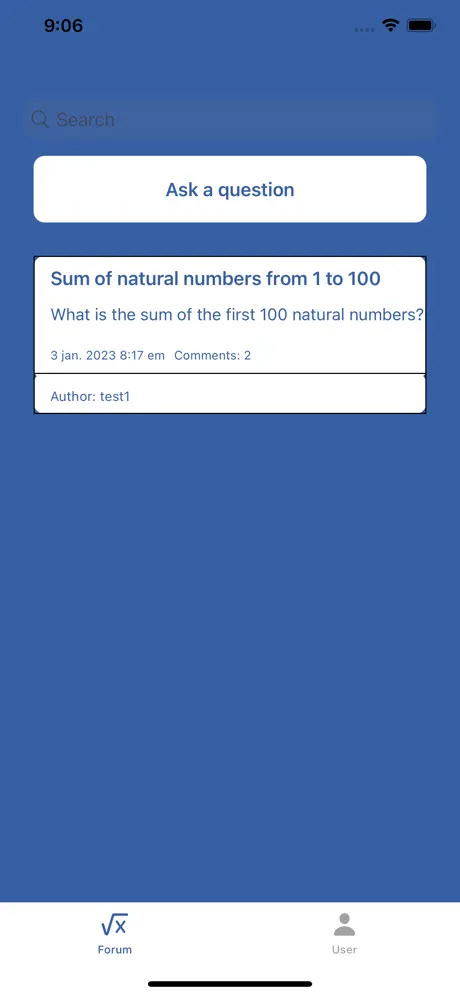 9:06
Search
Ask a question
Sum of natural numbers from 1 to 100
What is the sum of the first 100 natural numbers?
3 jan. 2023 8:17 em Comments: 2
Author: test1
√x
Forum User